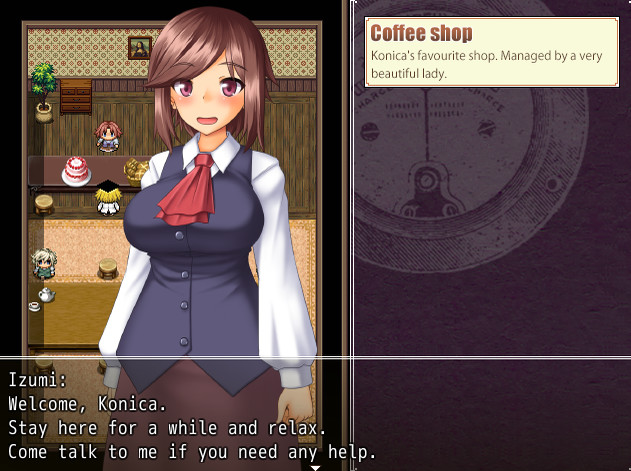 Coffee shop
Konica's favourite shop. Managed by a very
beautiful lady.
Izumi:
Welcome, Konica.
Stay here for a while and relax.
Come talk to me if you need any help.